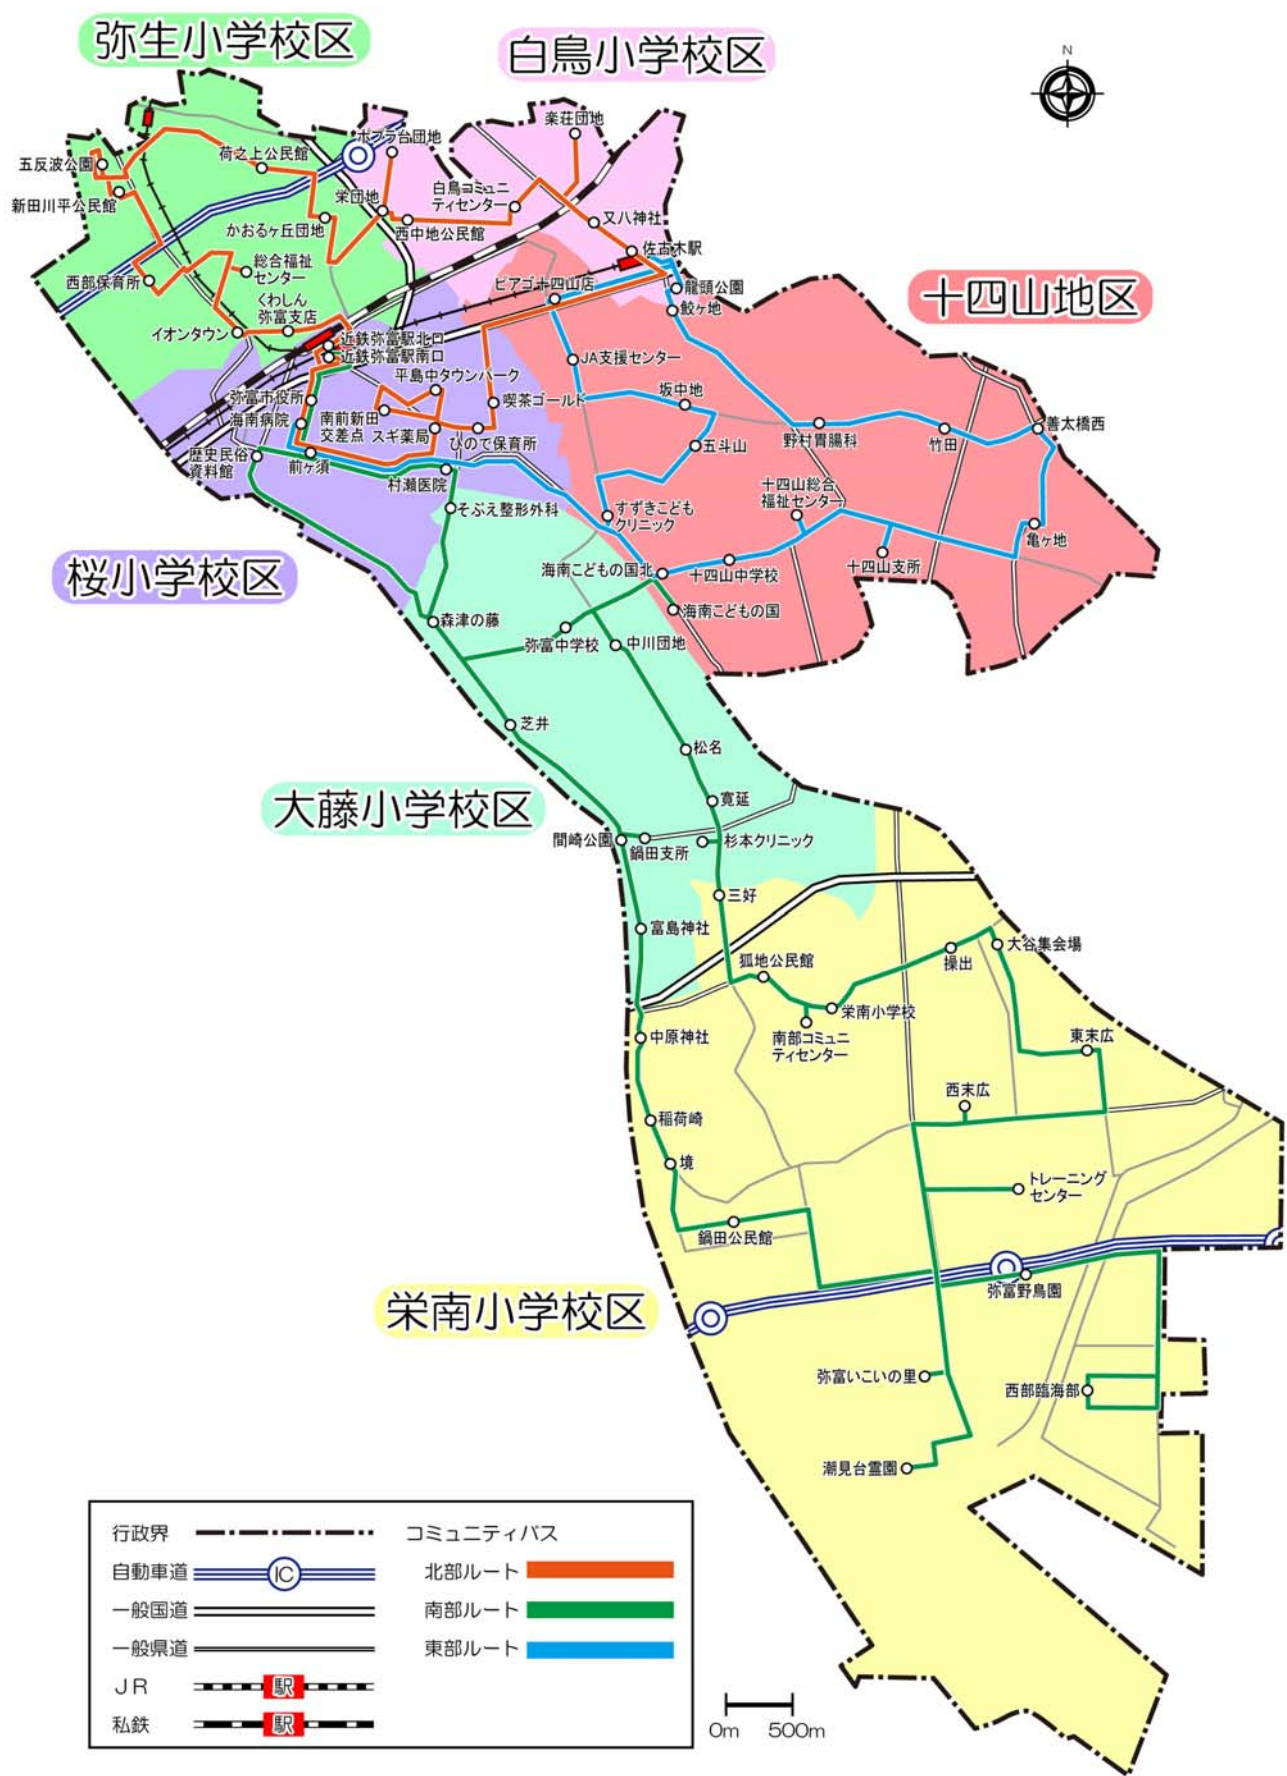 弥生小学校区
白鳥小学校区
N
楽荘団地
ポプラ台団地
荷之上公民館
五反波公園
白鳥コミュニ
ティセンター
栄団地
新田川平公民館
又八神社
西中地公民館
かおるヶ丘団地
佐古木駅
総合福祉
センター
西部保育所
ピアゴ十四山店
龍頭公園
十四山地区
くわしん
弥富支店
鮫ヶ地
イオンタウン
近鉄弥富駅北口
近鉄弥富駅南口
JA支援センター
平島中タウンパーク
弥富市役所
喫茶ゴールド
坂中地
海南病院
南前新田
交差点
スギ薬局
ひので保育所
野村胃腸科
竹田
善太橋西
五斗山
歴史民俗
資料館
前ヶ須
村瀬医院
十四山総合
福祉センター
そぶえ整形外科
すずきこども
クリニック
亀ヶ地
桜小学校区
海南こどもの国北
十四山中学校
十四山支所
海南こどもの国
森津の藤
弥富中学校
中川団地
芝井
松名
大藤小学校区
寛延
間崎公園
鍋田支所
杉本クリニック
三好
富島神社
大谷集会場
操出
狐地公民館
栄南小学校
中原神社
南部コミュニ
ティセンター
東末広
西末広
稲荷崎
境
トレーニング
センター
鍋田公民館
弥富野鳥園
栄南小学校区
弥富いこいの里
西部臨海部
潮見台霊園
行政界
コミュニティバス
自動車道
IC
北部ルート
一般国道
南部ルート
一般県道
東部ルート
JR
駅
私鉄
駅
0m 500m